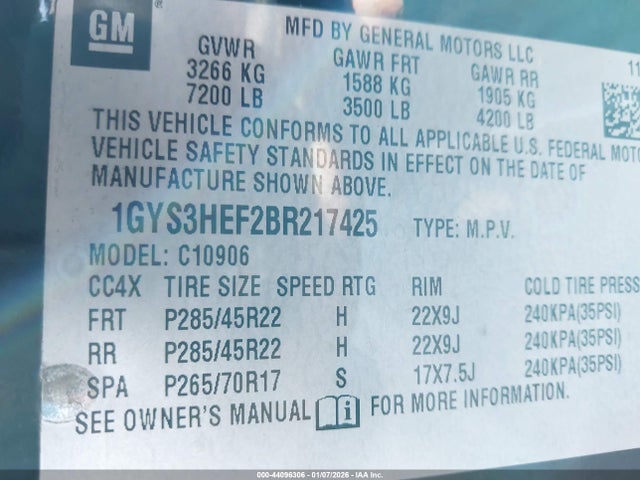 GM®
MFD BY GENERAL MOTORS LLC
GVWR GAWR FRT GAWR RR 11
3266 KG 1588 KG 1905 KG
7200 LB 3500 LB 4200 LB
THIS VEHICLE CONFORMS TO ALL APPLICABLE U.S. FEDERAL MOTO
VEHICLE SAFETY STANDARDS IN EFFECT ON THE DATE OF
MANUFACTURE SHOWN ABOVE.
1GYS3HEF2BR217425 TYPE: M.P.V.
MODEL: C10906
CC4X TIRE SIZE SPEED RTG RIM COLD TIRE PRESS
FRT P285/45R22 H 22X9J 240KPA(35PSI)
RR P285/45R22 H 22X9J 240KPA(35PSI)
SPA P265/70R17 S 17X7.5J 240KPA(35PSI)
SEE OWNER'S MANUAL i FOR MORE INFORMATION.
000-44096306 - 01/07/2026 - IAA Inc.